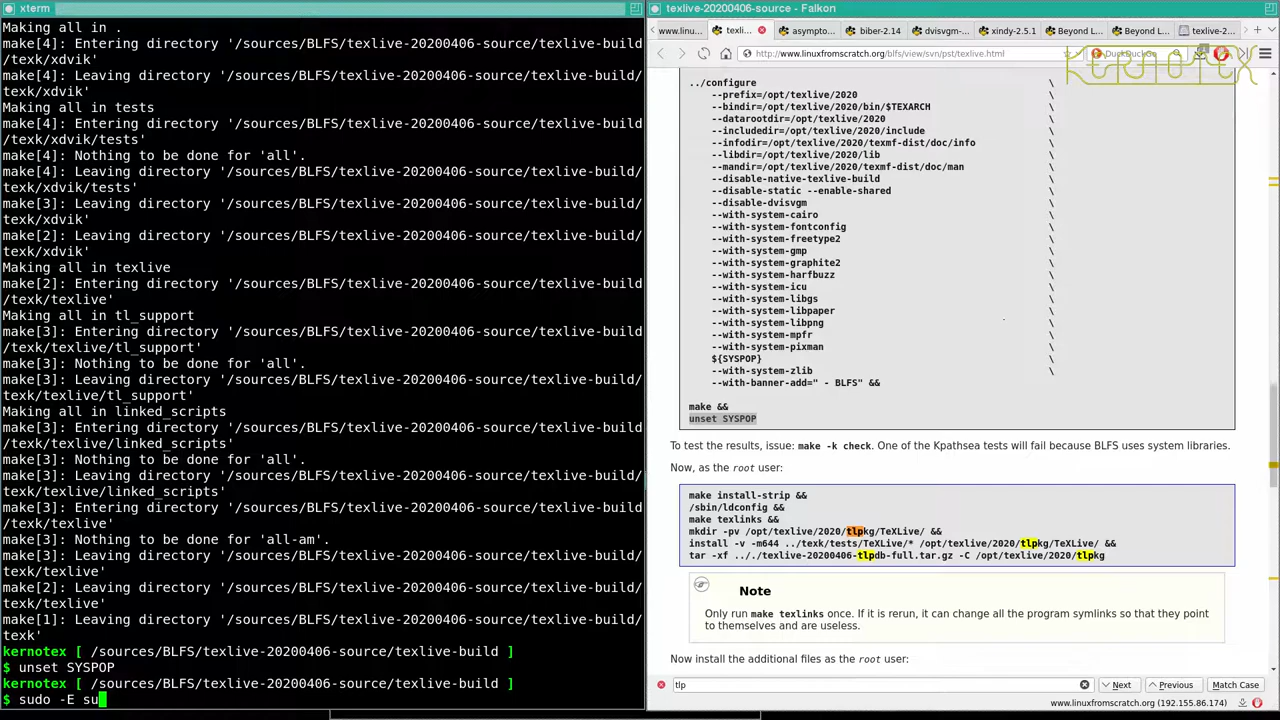 xterm
Making all in .
make[4]: Entering directory '/sources/BLFS/texlive-20200406-source/texlive-build
/texk/xdvik'
make[4]: Leaving directory '/sources/BLFS/texlive-20200406-source/texlive-build/
texk/xdvik'
Making all in tests
make[4]: Entering directory '/sources/BLFS/texlive-20200406-source/texlive-build
/texk/xdvik/tests'
make[4]: Nothing to be done for 'all'.
make[4]: Leaving directory '/sources/BLFS/texlive-20200406-source/texlive-build/
texk/xdvik/tests'
make[3]: Leaving directory '/sources/BLFS/texlive-20200406-source/texlive-build/
texk/xdvik'
make[2]: Leaving directory '/sources/BLFS/texlive-20200406-source/texlive-build/
texk/xdvik'
Making all in texlive
make[2]: Entering directory '/sources/BLFS/texlive-20200406-source/texlive-build
/texk/texlive'
Making all in tl_support
make[3]: Entering directory '/sources/BLFS/texlive-20200406-source/texlive-build
/texk/texlive/tl_support'
make[3]: Nothing to be done for 'all'.
make[3]: Leaving directory '/sources/BLFS/texlive-20200406-source/texlive-build/
texk/texlive/tl_support'
Making all in linked_scripts
make[3]: Entering directory '/sources/BLFS/texlive-20200406-source/texlive-build
/texk/texlive/linked_scripts'
make[3]: Nothing to be done for 'all'.
make[3]: Leaving directory '/sources/BLFS/texlive-20200406-source/texlive-build/
texk/texlive/linked_scripts'
make[3]: Entering directory '/sources/BLFS/texlive-20200406-source/texlive-build
/texk/texlive'
make[3]: Nothing to be done for 'all-am'.
make[3]: Leaving directory '/sources/BLFS/texlive-20200406-source/texlive-build/
texk/texlive'
make[2]: Leaving directory '/sources/BLFS/texlive-20200406-source/texlive-build/
texk/texlive'
make[1]: Leaving directory '/sources/BLFS/texlive-20200406-source/texlive-build/
texk'
kernotex [ /sources/BLFS/texlive-20200406-source/texlive-build ]
$ unset SYSPOP
kernotex [ /sources/BLFS/texlive-20200406-source/texlive-build ]
$ sudo -E su
texlive-20200406-source - Falkon
www.linu... texli... asympto... biber-2.14 dvisvgm-... xindy-2.5.1 Beyond L... Beyond L... texlive-2...
http://www.linuxfromscratch.org/blfs/view/svn/pst/texlive.html DuckDuckGo
KERNOTEX
../configure \
--prefix=/opt/texlive/2020 \
--bindir=/opt/texlive/2020/bin/$TEXARCH \
--datarootdir=/opt/texlive/2020 \
--includedir=/opt/texlive/2020/include \
--infodir=/opt/texlive/2020/texmf-dist/doc/info \
--libdir=/opt/texlive/2020/lib \
--mandir=/opt/texlive/2020/texmf-dist/doc/man \
--disable-native-texlive-build \
--disable-static --enable-shared \
--disable-dvisvgm \
--with-system-cairo \
--with-system-fontconfig \
--with-system-freetype2 \
--with-system-gmp \
--with-system-graphite2 \
--with-system-harfbuzz \
--with-system-icu \
--with-system-libgs \
--with-system-libpaper \
--with-system-libpng \
--with-system-mpfr \
--with-system-pixman \
${SYSPOP} \
--with-system-zlib \
--with-banner-add=" - BLFS" &&
make &&
unset SYSPOP
To test the results, issue: make -k check. One of the Kpathsea tests will fail because BLFS uses system libraries.
Now, as the root user:
make install-strip &&
/sbin/ldconfig &&
make texlinks &&
mkdir -pv /opt/texlive/2020/tlpkg/TeXLive/ &&
install -v -m644 ../texk/tests/TeXLive/* /opt/texlive/2020/tlpkg/TeXLive/ &&
tar -xf ../../texlive-20200406-tlpdb-full.tar.gz -C /opt/texlive/2020/tlpkg
Note
Only run make texlinks once. If it is rerun, it can change all the program symlinks so that they point
to themselves and are useless.
Now install the additional files as the root user:
tlp Next Previous Match Case
www.linuxfromscratch.org (192.155.86.174)